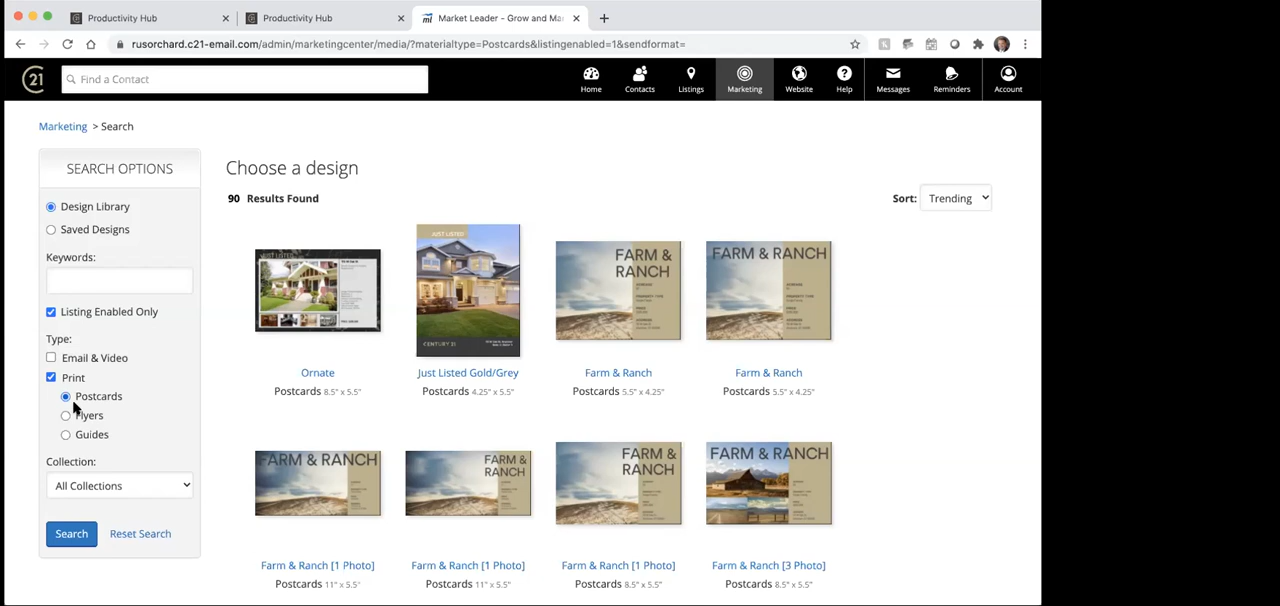 Productivity Hub
Productivity Hub
Market Leader - Grow and Ma
rusorchard.c21-email.com/admin/marketingcenter/media/?materialtype=Postcards&listingenabled=1&sendformat=
21
Find a Contact
Home
Contacts
Listings
Marketing
Website
Help
Messages
Reminders
Account
Marketing > Search
SEARCH OPTIONS
Design Library
Saved Designs
Keywords:
Listing Enabled Only
Type:
Email & Video
Print
Postcards
Flyers
Guides
Collection:
All Collections
Search Reset Search
Choose a design
90 Results Found
Sort: Trending
JUST LISTED
JUST LISTED
CENTURY 21
FARM &
RANCH
FARM & RANCH
Ornate
Postcards 8.5" x 5.5"
Just Listed Gold/Grey
Postcards 4.25" x 5.5"
Farm & Ranch
Postcards 5.5" x 4.25"
Farm & Ranch
Postcards 5.5" x 4.25"
FARM & RANCH
FARM &
RANCH
FARM &
RANCH
FARM & RANCH
Farm & Ranch [1 Photo]
Postcards 11" x 5.5"
Farm & Ranch [1 Photo]
Postcards 11" x 5.5"
Farm & Ranch [1 Photo]
Postcards 8.5" x 5.5"
Farm & Ranch [3 Photo]
Postcards 8.5" x 5.5"